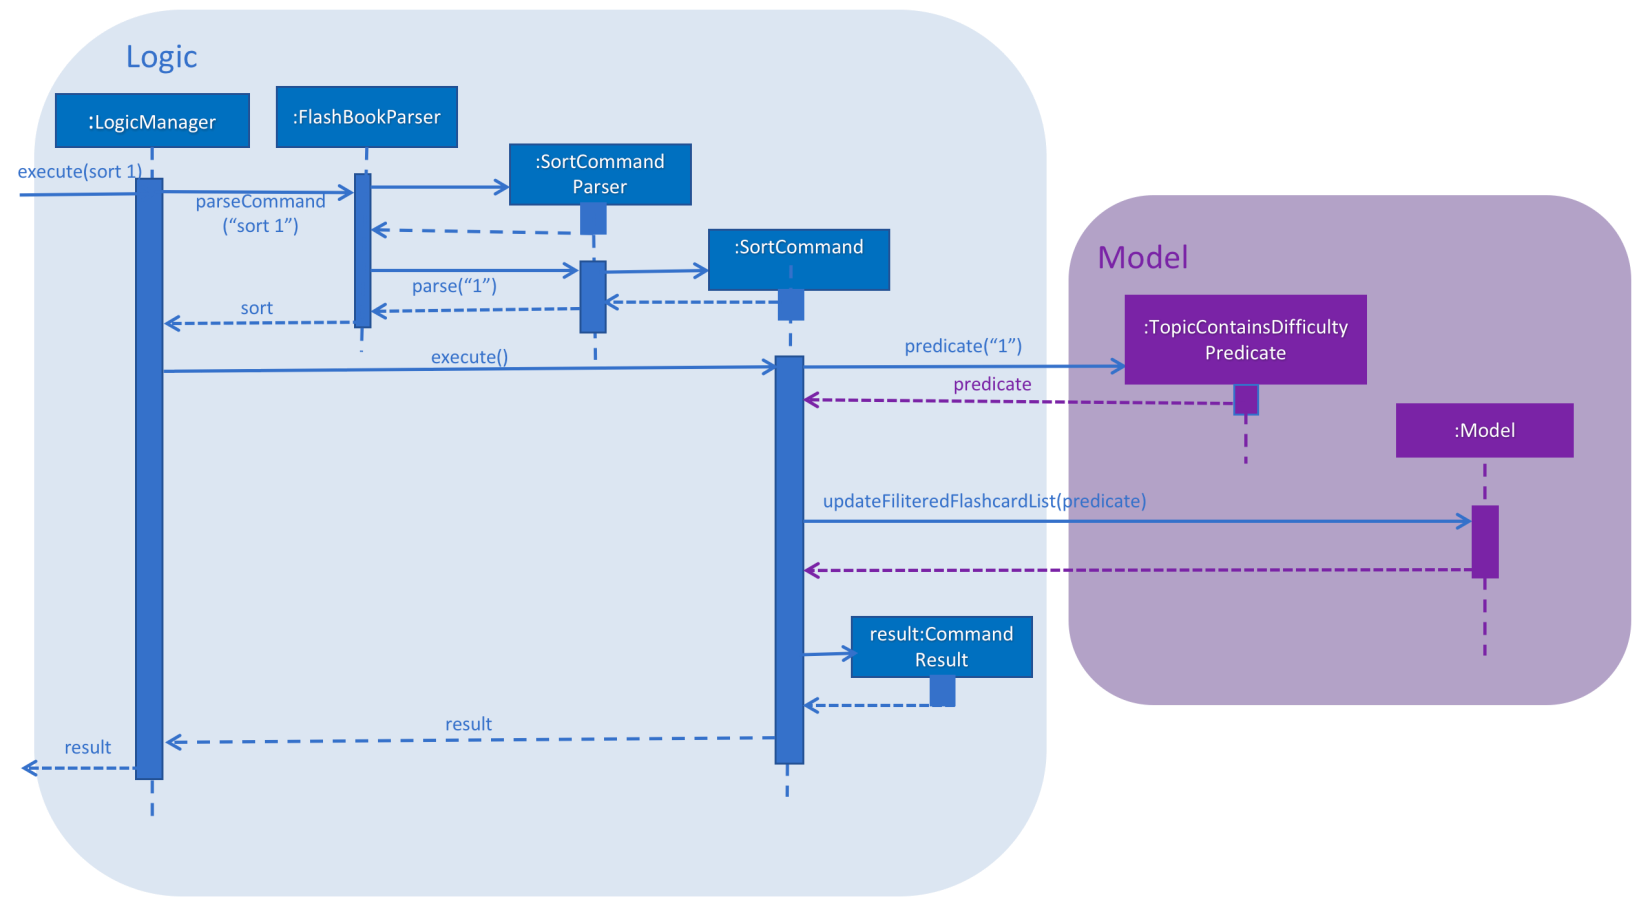 Logic
:LogicManager
:FlashBookParser
:SortCommand
Parser
execute(sort 1)
parseCommand
(“sort 1”)
:SortCommand
Model
parse(“1”)
sort
:TopicContainsDifficulty
Predicate
execute()
predicate(“1”)
predicate
:Model
updateFiliteredFlashcardList(predicate)
result:Command
Result
result
result